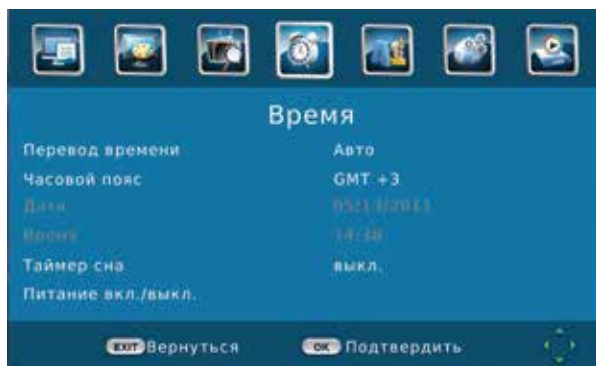 Время
Перевод времени Авто
Часовой пояс GMT +3
Дата 05/13/2011
Время 14:38
Таймер сна выкл.
Питание вкл./выкл.
EXIT Вернуться OK Подтвердить